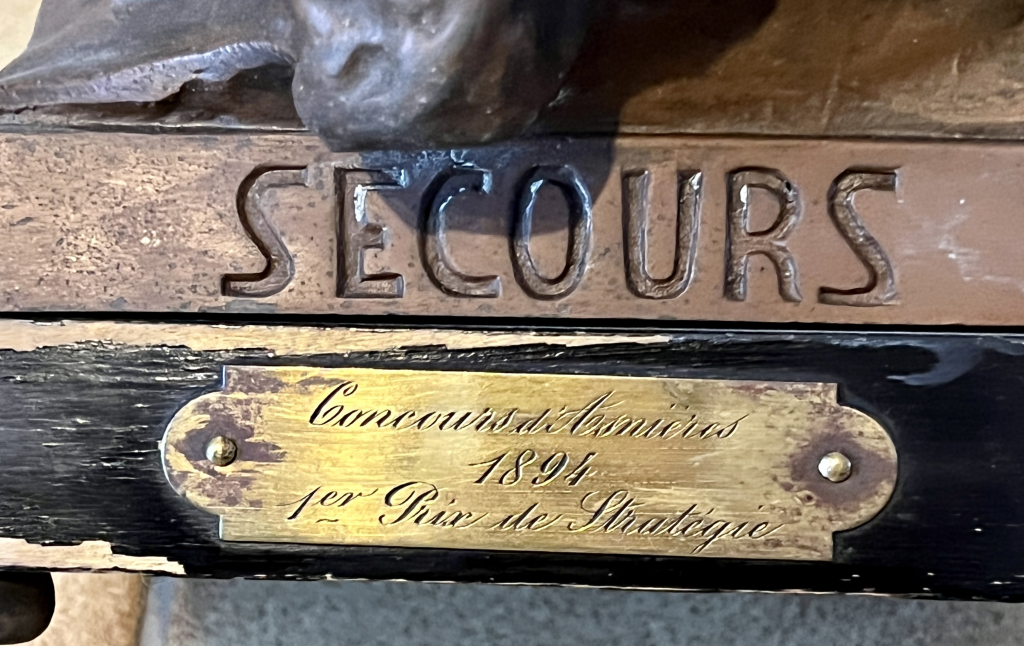 SECOURS
Concours d'Asnières
1894
1er Prix de Stratégie